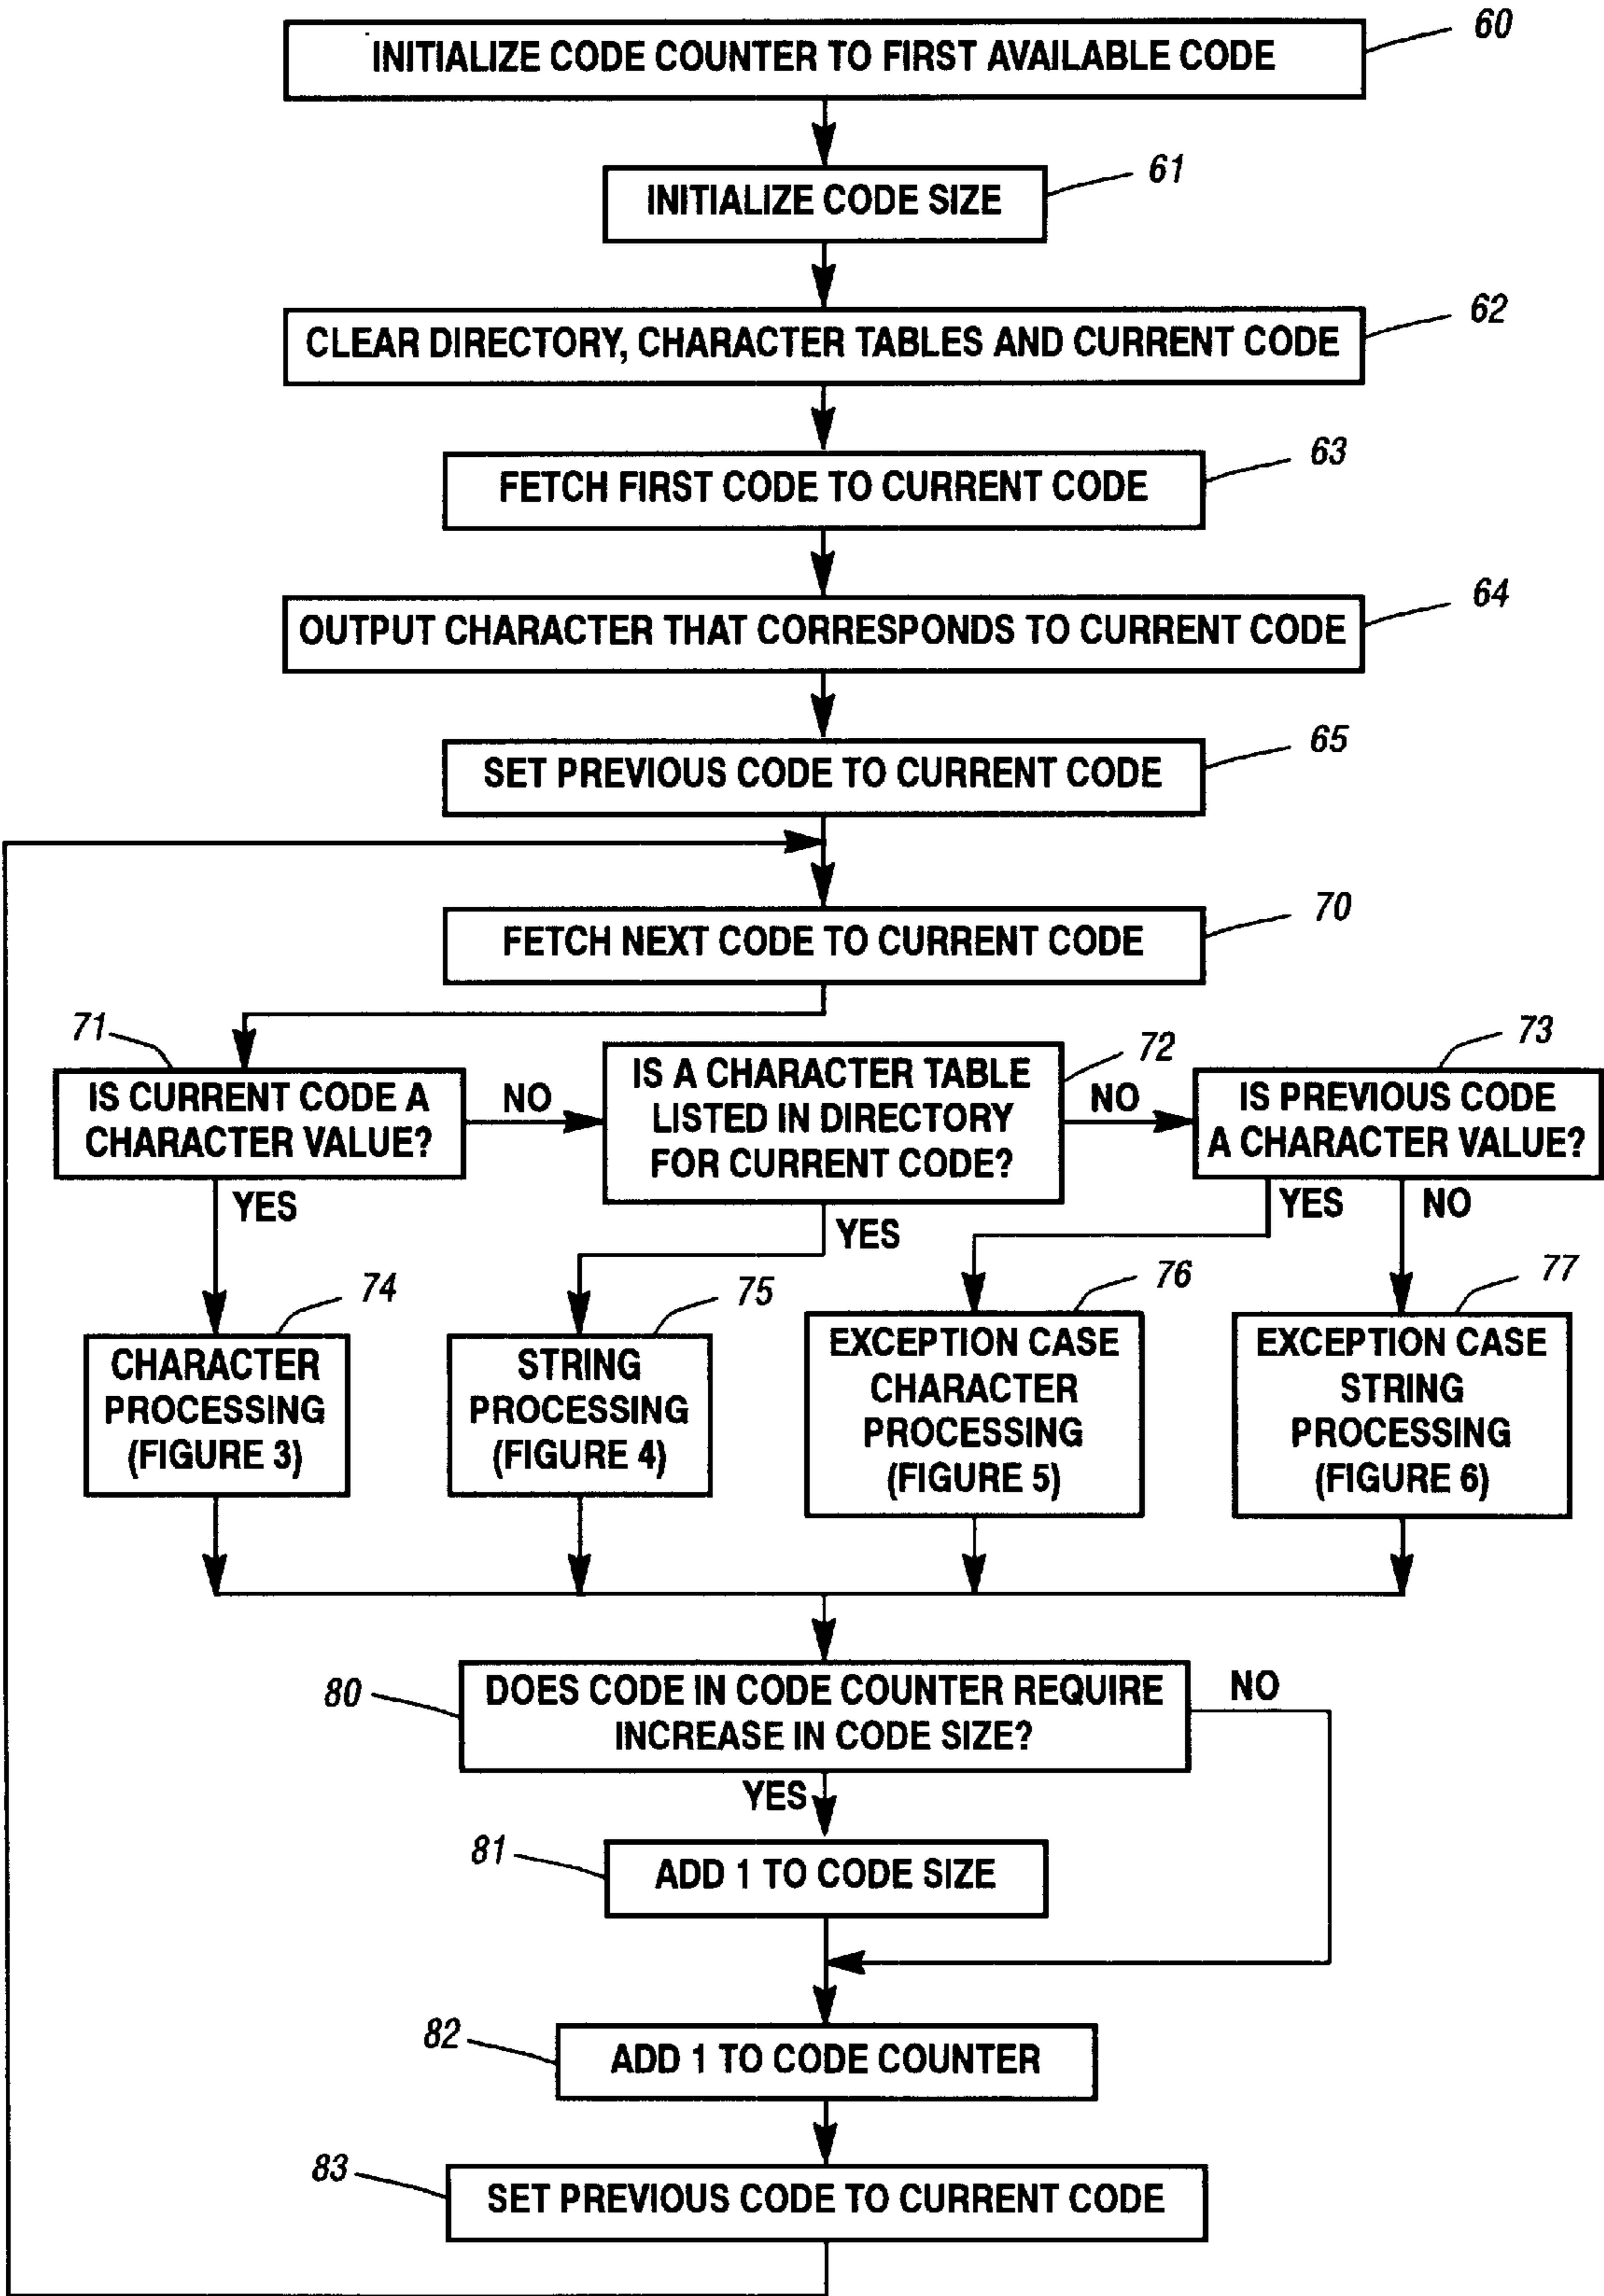 60
INITIALIZE CODE COUNTER TO FIRST AVAILABLE CODE
61
INITIALIZE CODE SIZE
62
CLEAR DIRECTORY, CHARACTER TABLES AND CURRENT CODE
63
FETCH FIRST CODE TO CURRENT CODE
64
OUTPUT CHARACTER THAT CORRESPONDS TO CURRENT CODE
65
SET PREVIOUS CODE TO CURRENT CODE
70
FETCH NEXT CODE TO CURRENT CODE
71
IS CURRENT CODE A
CHARACTER VALUE?
NO
YES
72
IS A CHARACTER TABLE
LISTED IN DIRECTORY
FOR CURRENT CODE?
NO
YES
73
IS PREVIOUS CODE
A CHARACTER VALUE?
YES
NO
74
CHARACTER
PROCESSING
(FIGURE 3)
75
STRING
PROCESSING
(FIGURE 4)
76
EXCEPTION CASE
CHARACTER
PROCESSING
(FIGURE 5)
77
EXCEPTION CASE
STRING
PROCESSING
(FIGURE 6)
80
DOES CODE IN CODE COUNTER REQUIRE
INCREASE IN CODE SIZE?
NO
YES
81
ADD 1 TO CODE SIZE
82
ADD 1 TO CODE COUNTER
83
SET PREVIOUS CODE TO CURRENT CODE